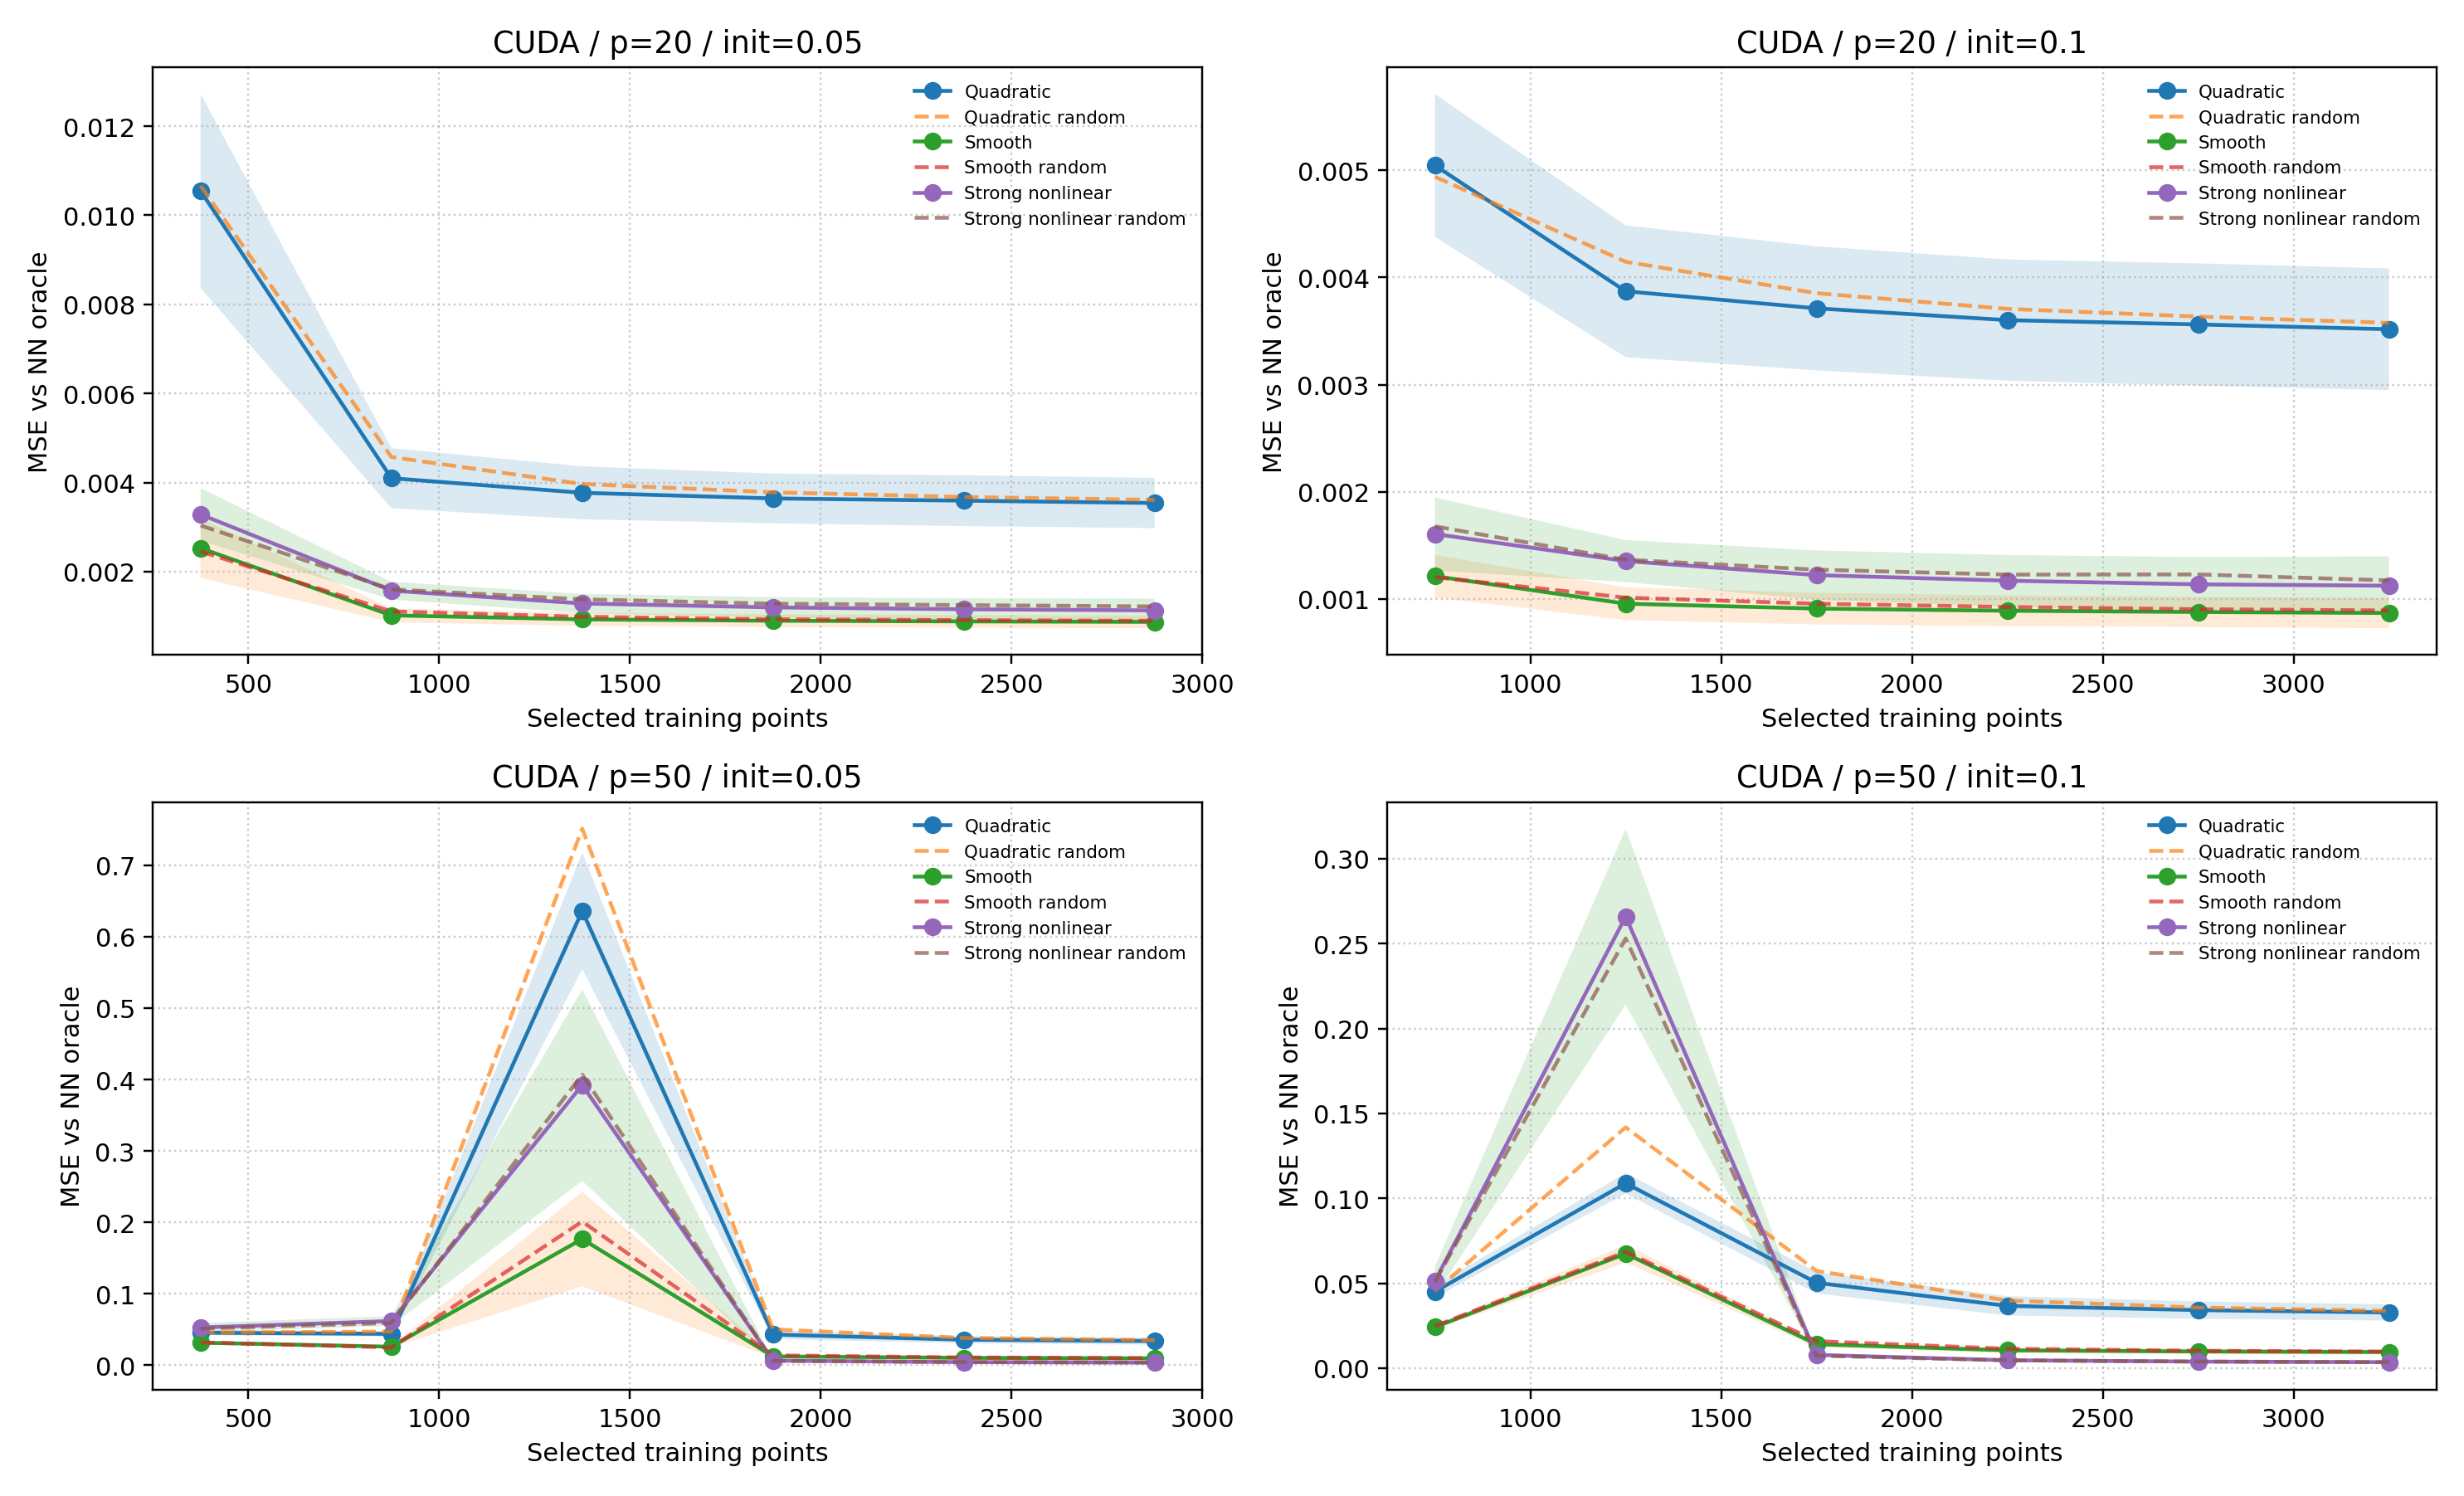 CUDA / p=20 / init=0.05
MSE vs NN oracle
0.012
0.010
0.008
0.006
0.004
0.002
Quadratic
Quadratic random
Smooth
Smooth random
Strong nonlinear
Strong nonlinear random
500 1000 1500 2000 2500 3000
Selected training points
CUDA / p=20 / init=0.1
MSE vs NN oracle
0.005
0.004
0.003
0.002
0.001
Quadratic
Quadratic random
Smooth
Smooth random
Strong nonlinear
Strong nonlinear random
1000 1500 2000 2500 3000
Selected training points
CUDA / p=50 / init=0.05
MSE vs NN oracle
0.7
0.6
0.5
0.4
0.3
0.2
0.1
0.0
Quadratic
Quadratic random
Smooth
Smooth random
Strong nonlinear
Strong nonlinear random
500 1000 1500 2000 2500 3000
Selected training points
CUDA / p=50 / init=0.1
MSE vs NN oracle
0.30
0.25
0.20
0.15
0.10
0.05
0.00
Quadratic
Quadratic random
Smooth
Smooth random
Strong nonlinear
Strong nonlinear random
1000 1500 2000 2500 3000
Selected training points